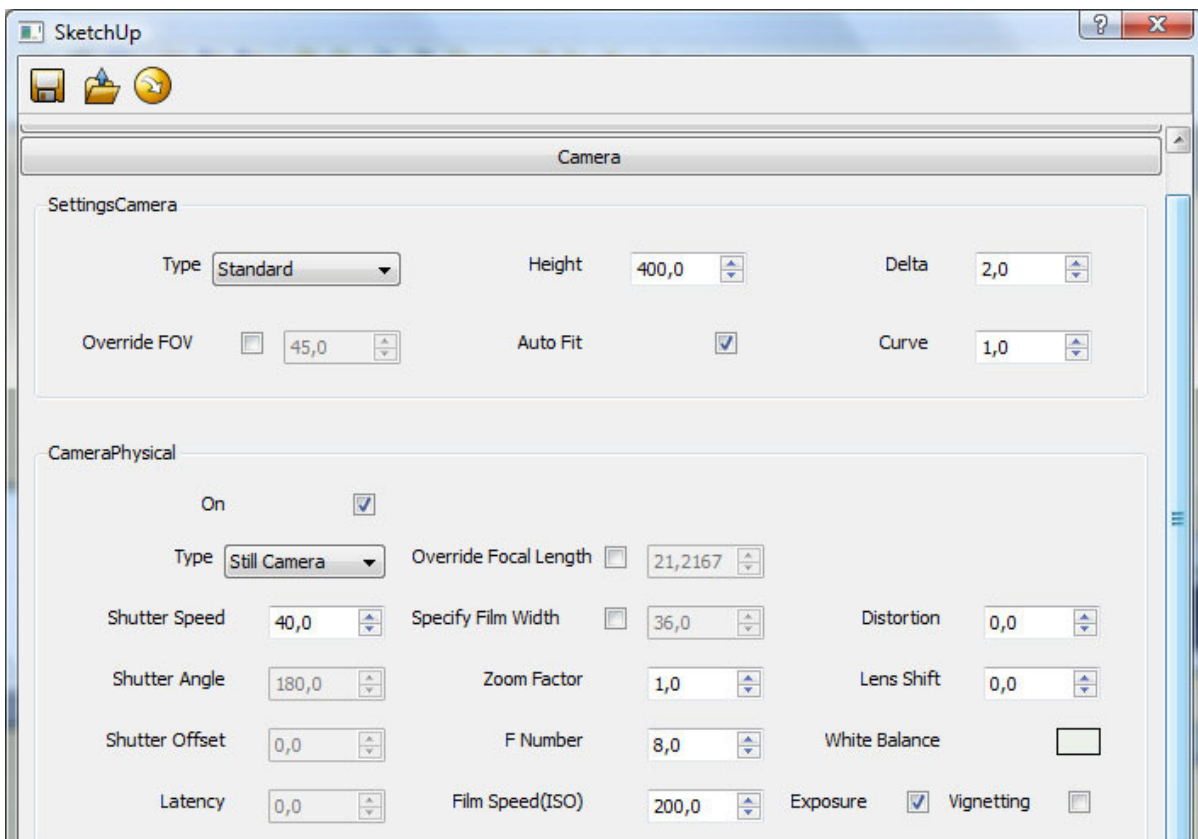 SketchUp
?
Camera
SettingsCamera
Type Standard Height 400,0 Delta 2,0
Override FOV 45,0 Auto Fit Curve 1,0
CameraPhysical
On
Type Still Camera Override Focal Length 21,2167
Shutter Speed 40,0 Specify Film Width 36,0 Distortion 0,0
Shutter Angle 180,0 Zoom Factor 1,0 Lens Shift 0,0
Shutter Offset 0,0 F Number 8,0 White Balance
Latency 0,0 Film Speed(ISO) 200,0 Exposure Vignetting